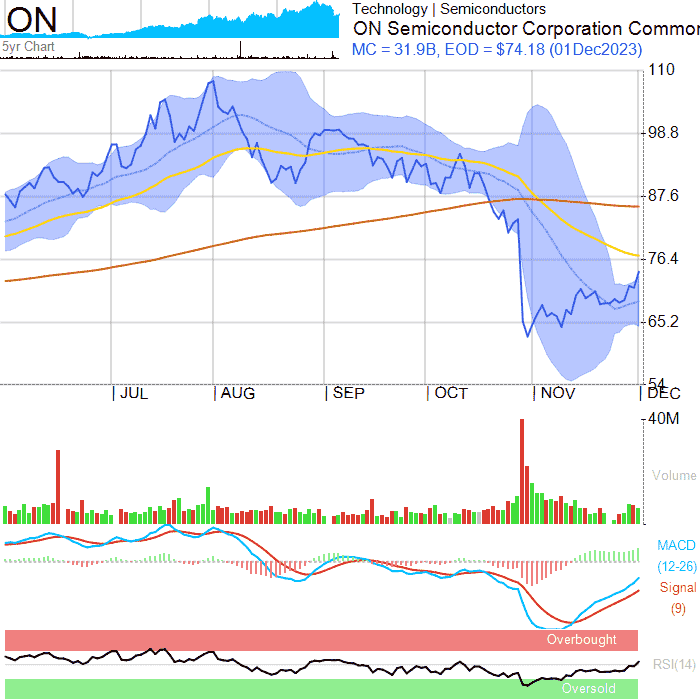 ON
5yr Chart
Technology | Semiconductors
ON Semiconductor Corporation Common
MC = 31.9B, EOD = $74.18 (01Dec2023)
110
98.8
87.6
76.4
65.2
54
JUL
AUG
SEP
OCT
NOV
DEC
40M
Volume
MACD
(12-26)
Signal
(9)
Overbought
RSI(14)
Oversold